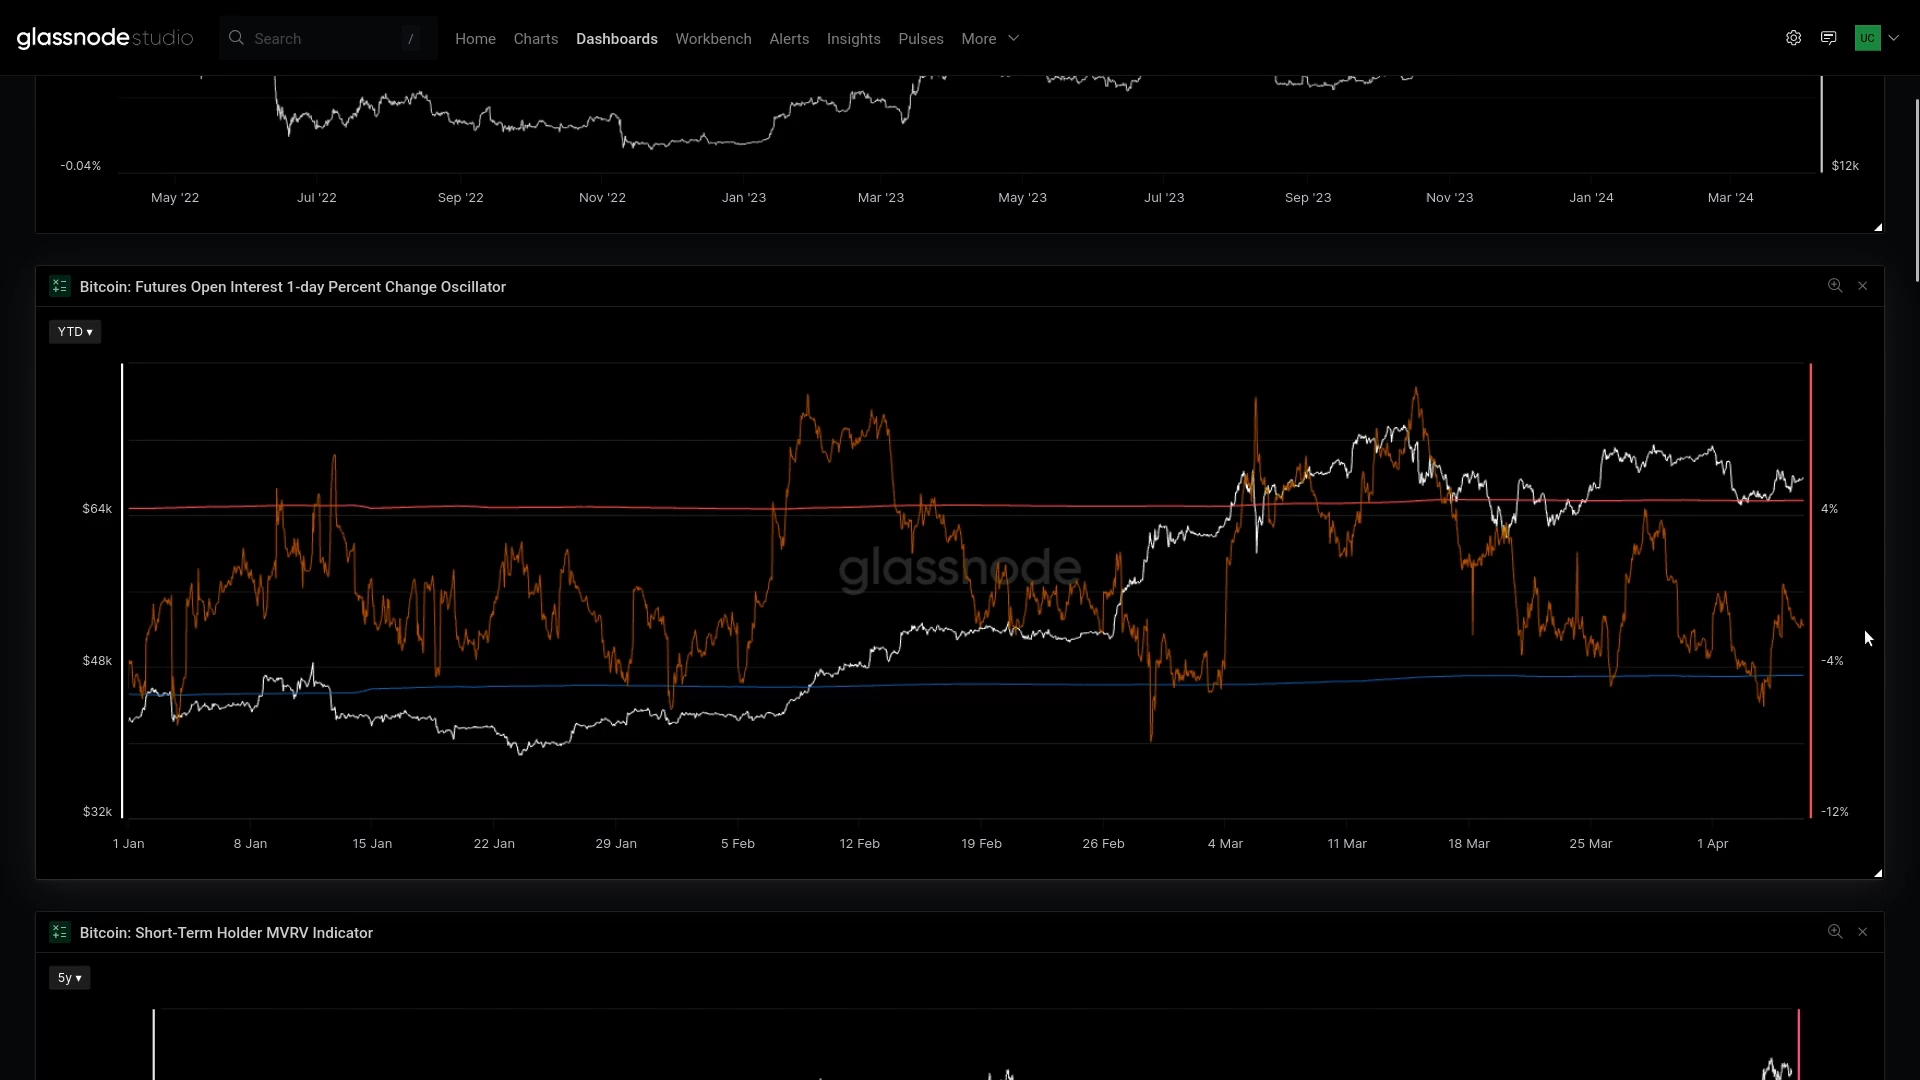 glassnodestudio Search / Home Charts Dashboards Workbench Alerts Insights Pulses More UC
-0.04% $12k
May '22 Jul '22 Sep '22 Nov '22 Jan '23 Mar '23 May '23 Jul '23 Sep '23 Nov '23 Jan '24 Mar '24
Bitcoin: Futures Open Interest 1-day Percent Change Oscillator
YTD ▾
$64k 4%
glassnode
$48k -4%
$32k -12%
1 Jan 8 Jan 15 Jan 22 Jan 29 Jan 5 Feb 12 Feb 19 Feb 26 Feb 4 Mar 11 Mar 18 Mar 25 Mar 1 Apr
Bitcoin: Short-Term Holder MVRV Indicator
5y ▾